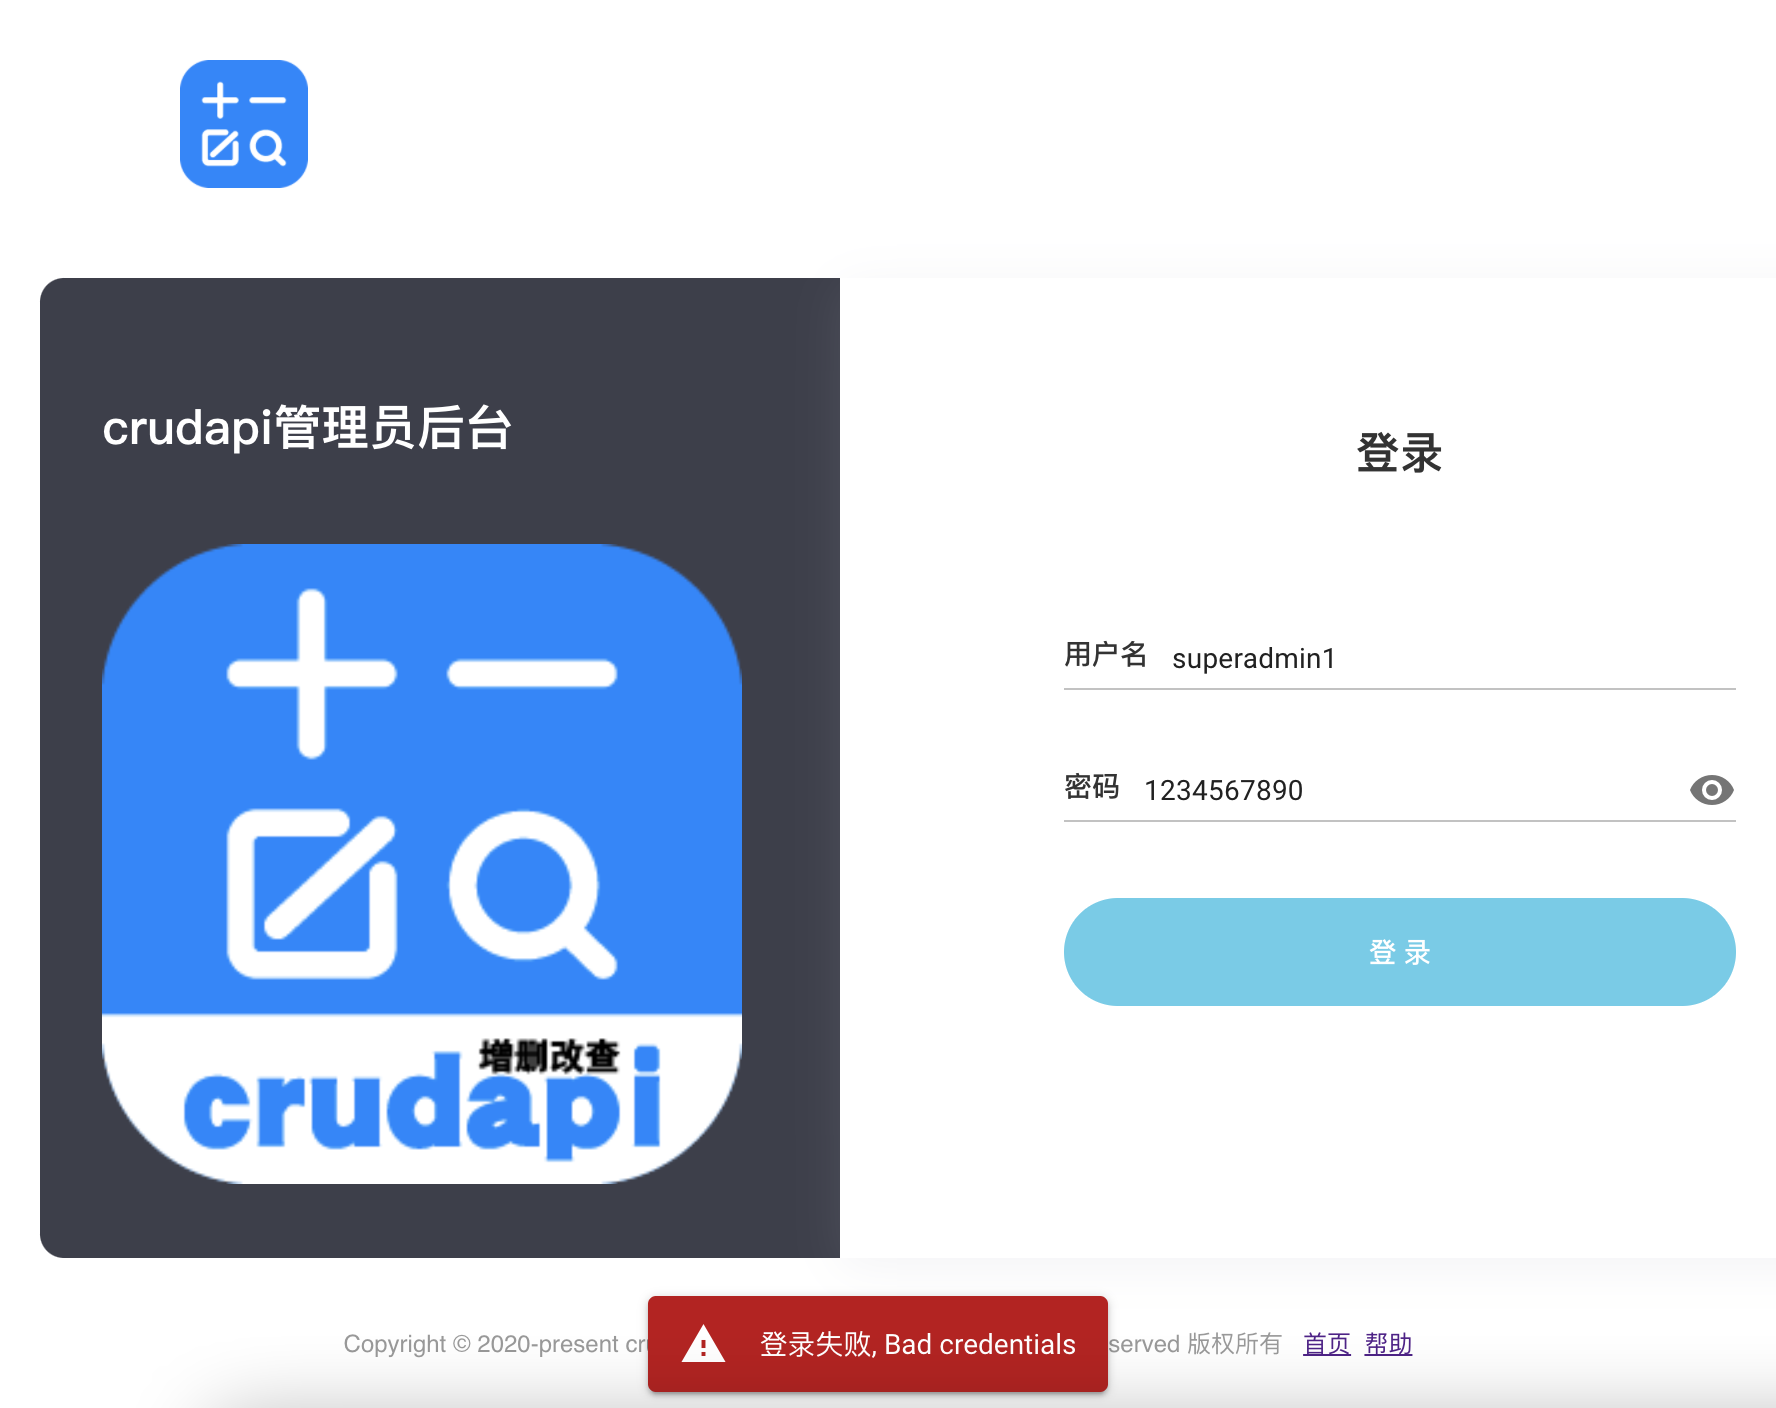 crudapi管理员后台
增删改查
crudapi
登录
用户名 superadmin1
密码 1234567890
登 录
Copyright © 2020-present
served 版权所有 首页 帮助
登录失败, Bad credentials